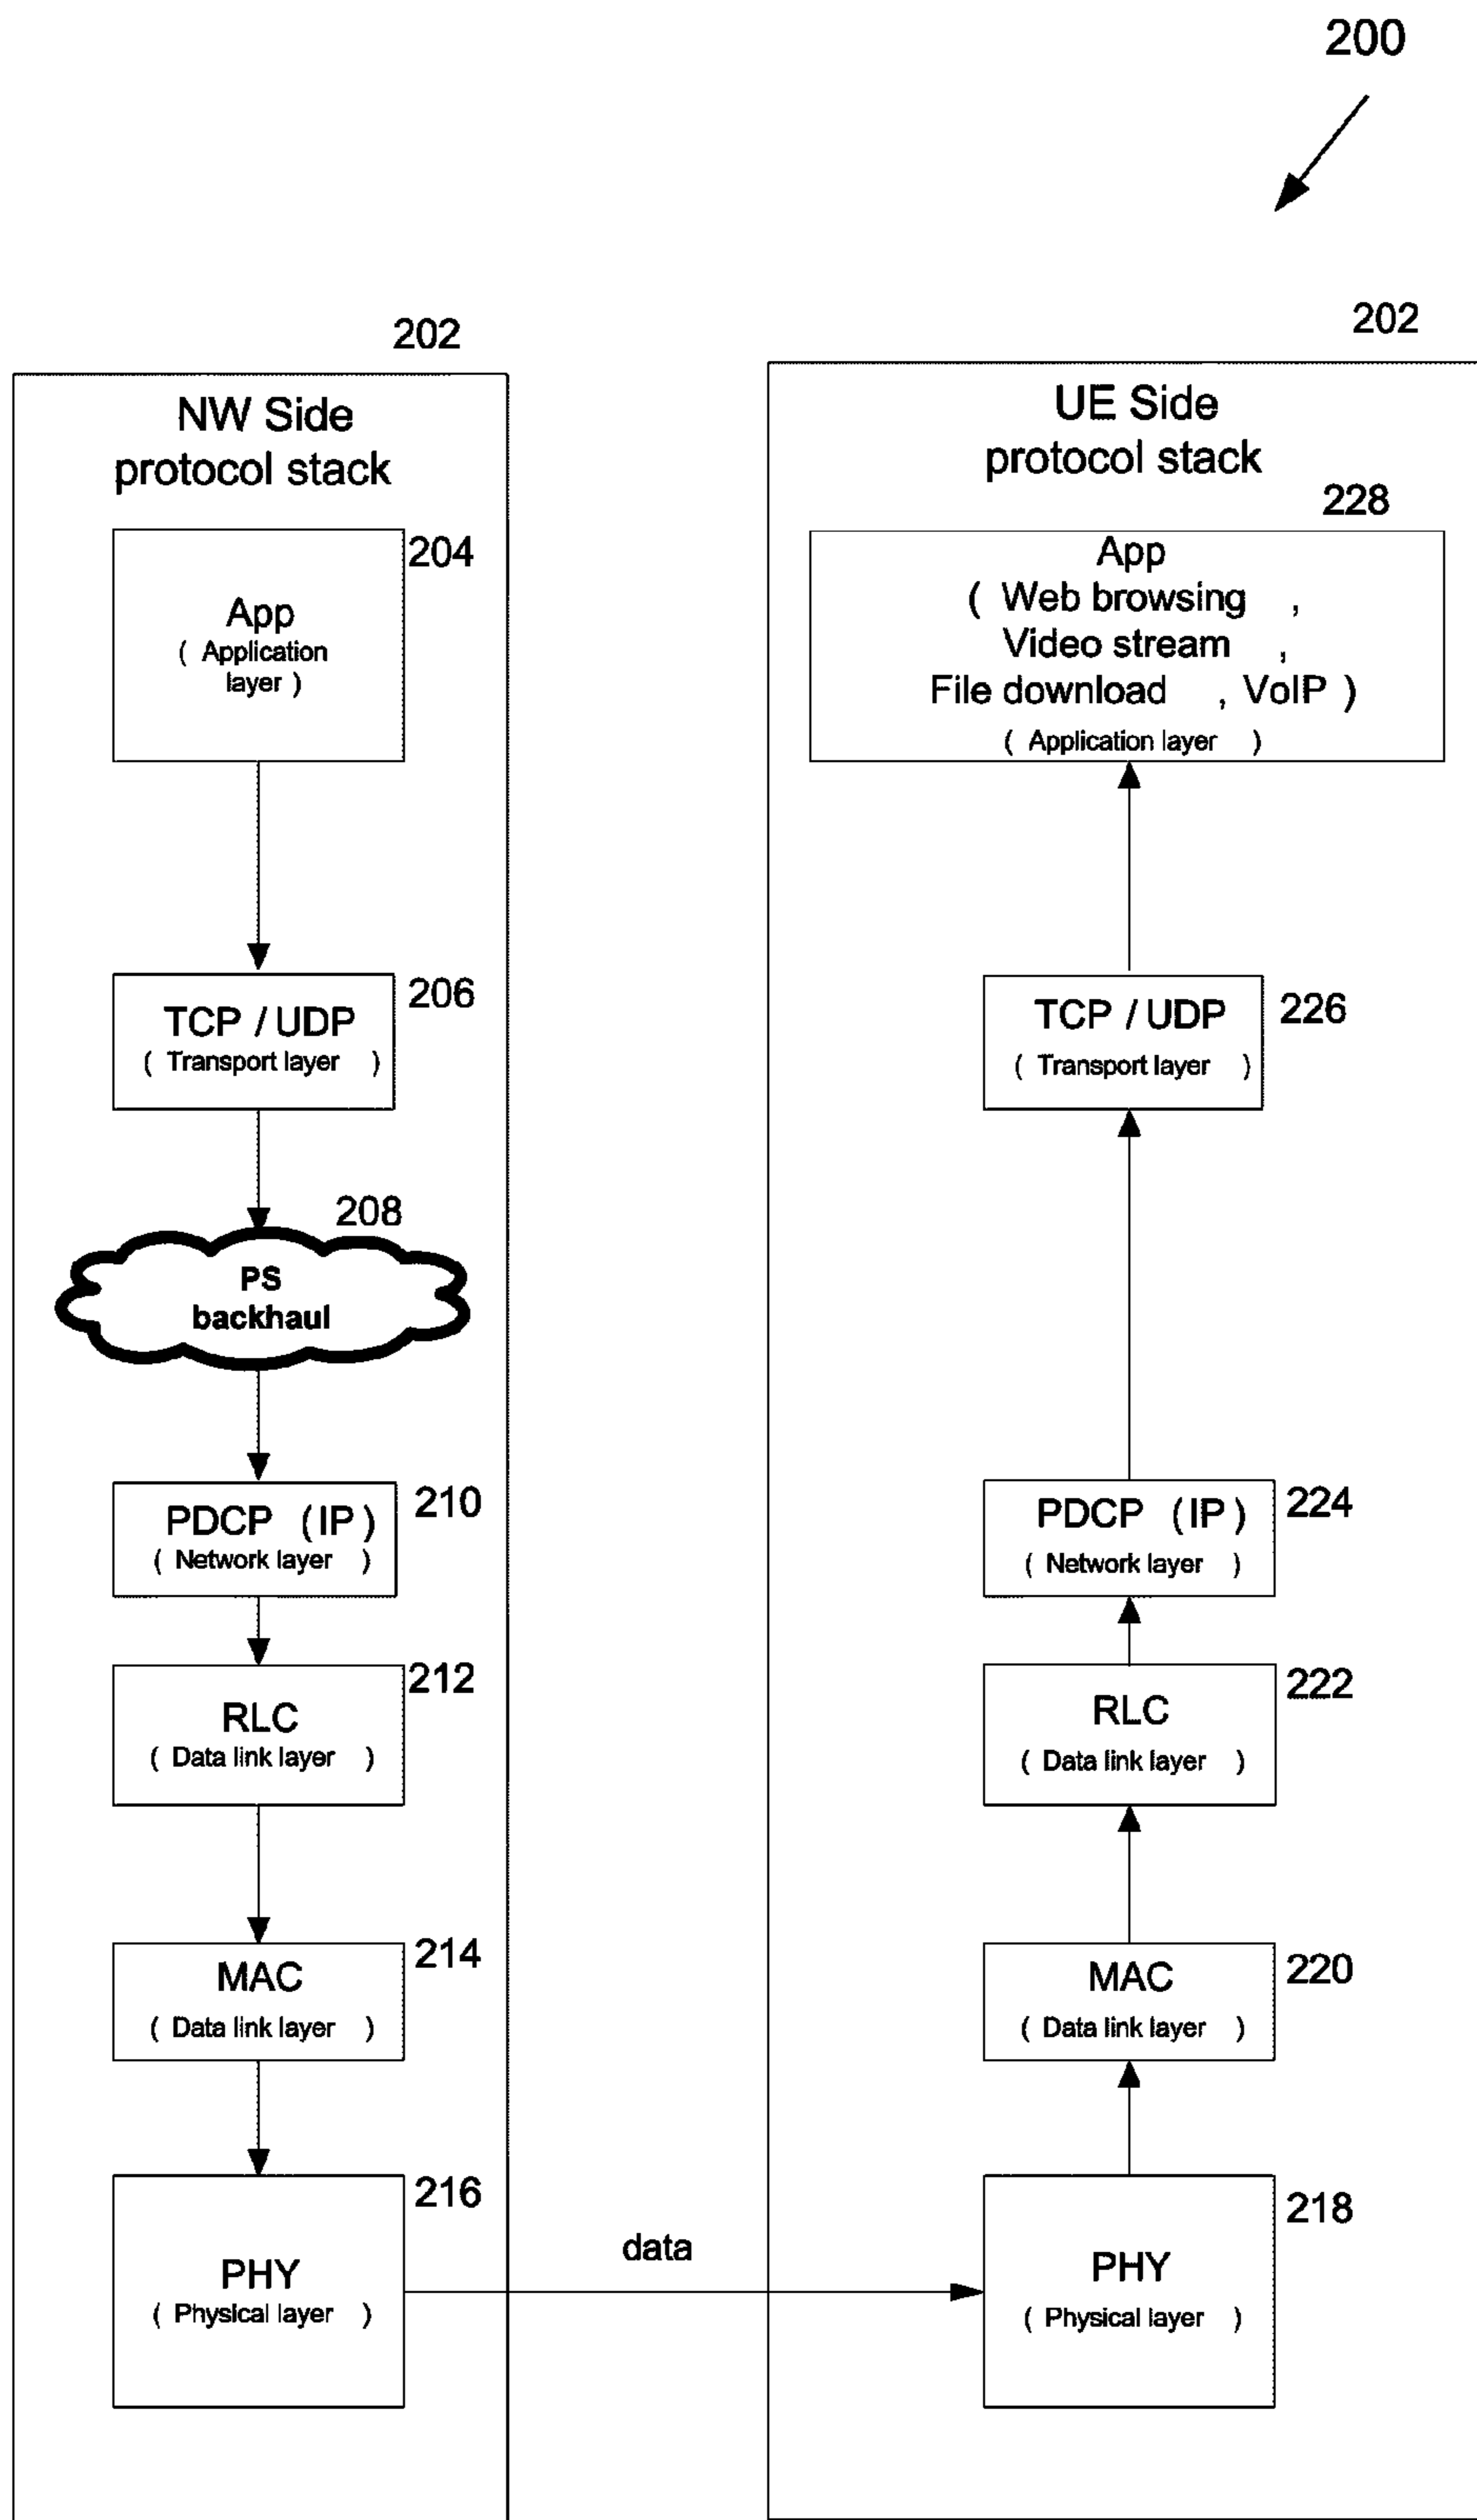 200
202
NW Side
protocol stack
204
App
( Application
layer )
206
TCP / UDP
( Transport layer )
208
PS
backhaul
210
PDCP (IP)
( Network layer )
212
RLC
( Data link layer )
214
MAC
( Data link layer )
216
PHY
( Physical layer )
data
202
UE Side
protocol stack
228
App
( Web browsing ,
Video stream ,
File download , VoIP )
( Application layer )
226
TCP / UDP
( Transport layer )
224
PDCP (IP)
( Network layer )
222
RLC
( Data link layer )
220
MAC
( Data link layer )
218
PHY
( Physical layer )